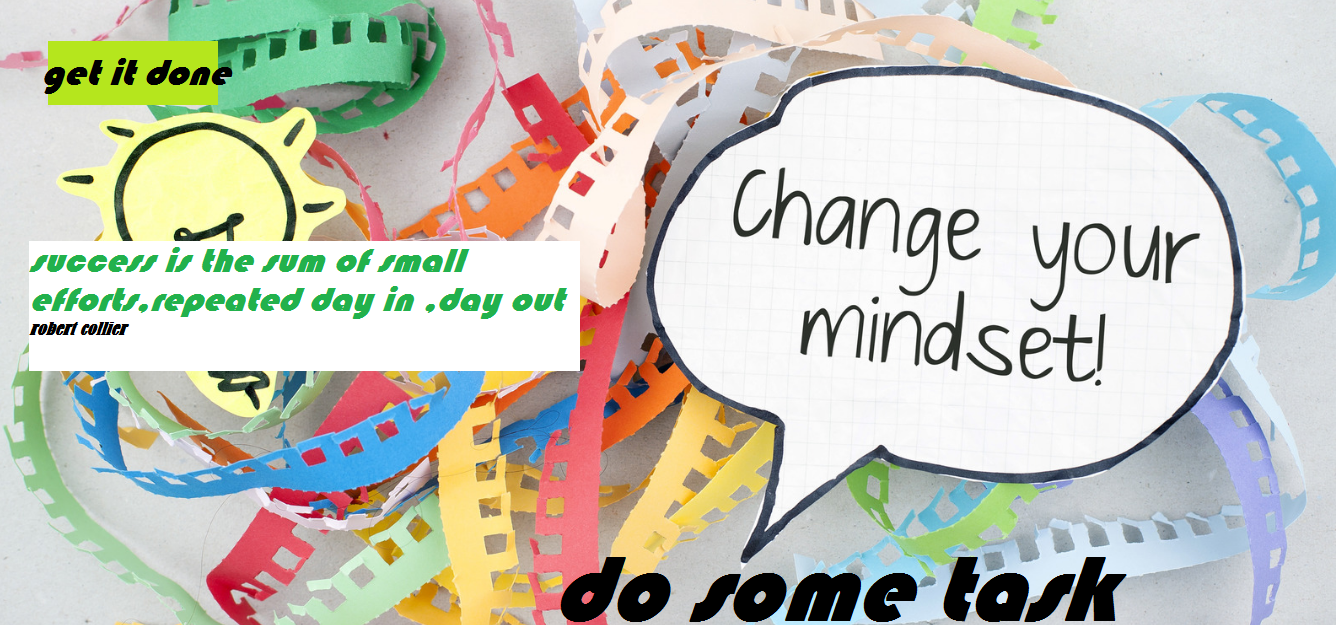 get it done
success is the sum of small
efforts,repeated day in ,day out
robert collier
Change your
mindset!
do some task